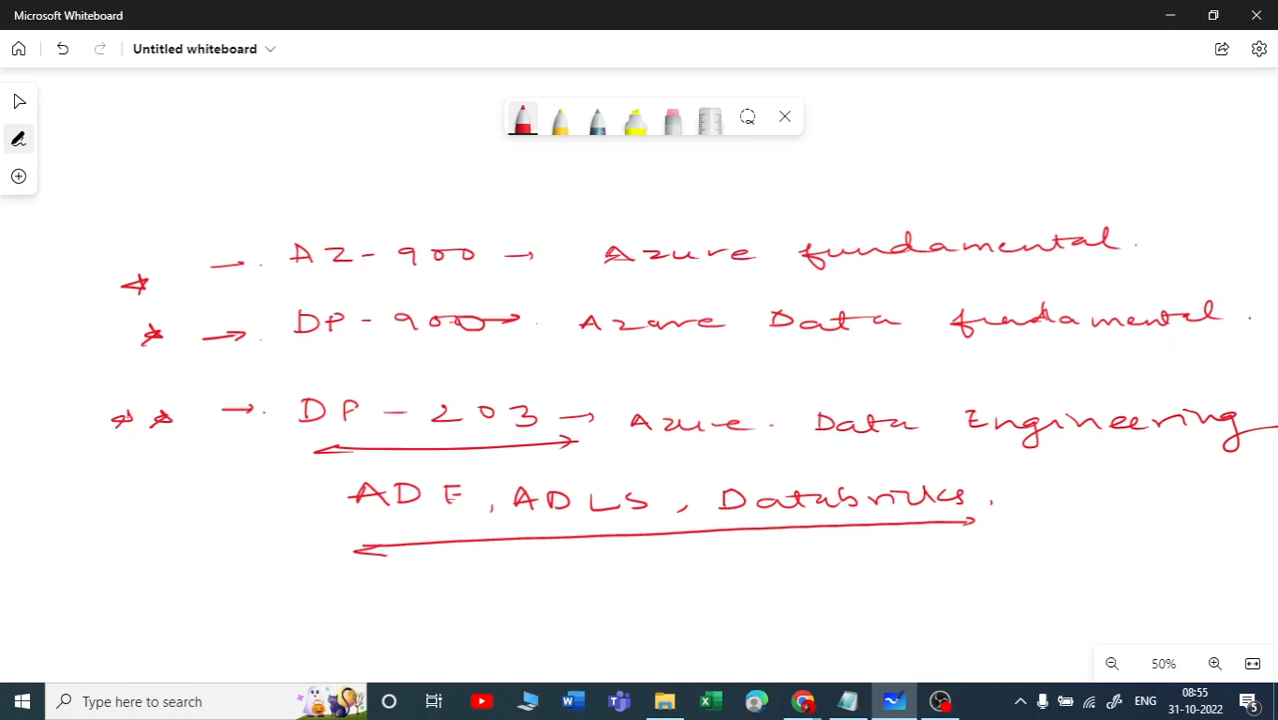 Microsoft Whiteboard
Untitled whiteboard
→ AZ-900 → Azure fundamental.
→ DP-900 → Azure Data fundamental.
→ DP-203 → Azure Data Engineering
ADF, ADLS, Databricks.
50%
Type here to search
ENG
08:55
31-10-2022
5